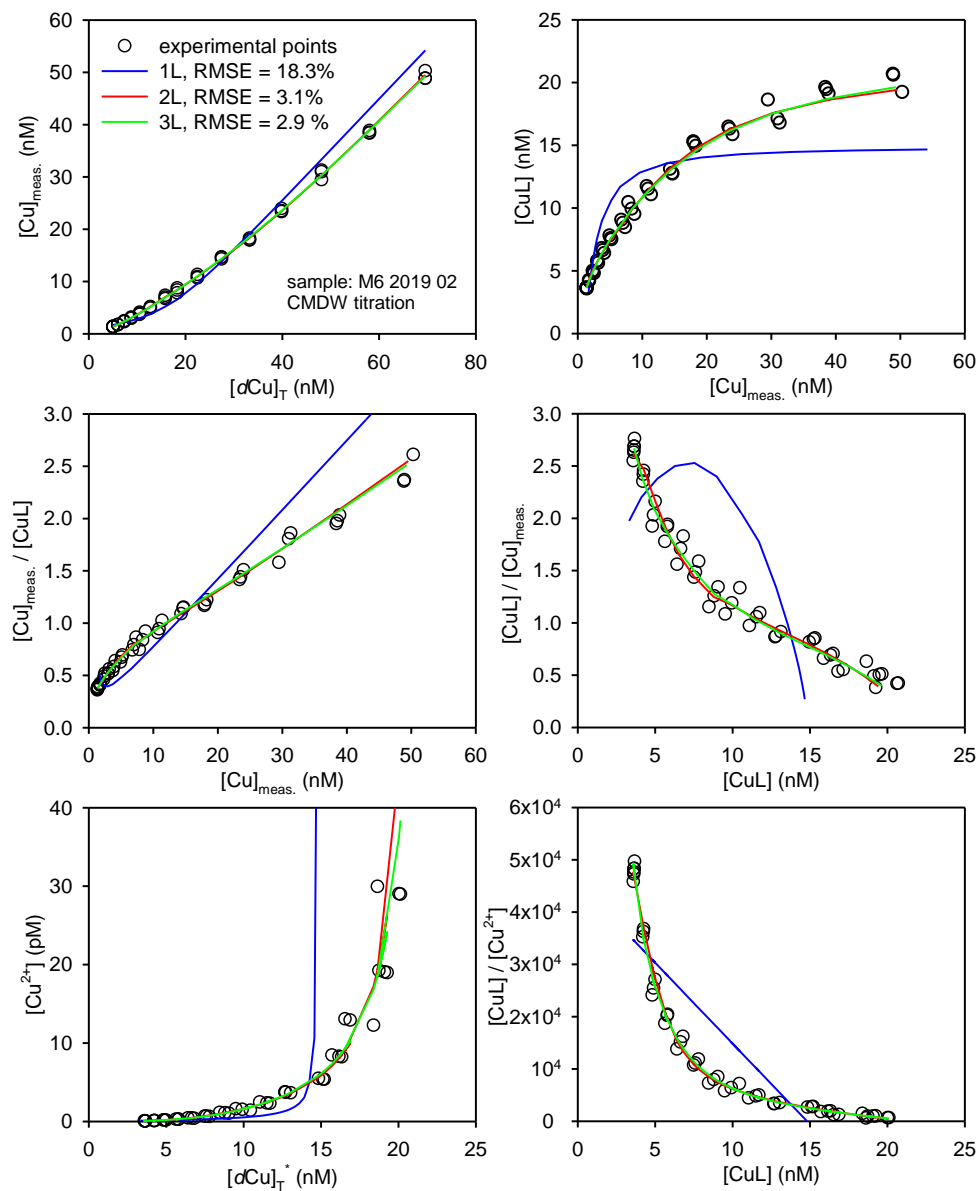 60
50
40
30
20
10
0
[Cu]meas. (nM)
experimental points
1L, RMSE = 18.3%
2L, RMSE = 3.1%
3L, RMSE = 2.9 %
sample: M6 2019 02
CMDW titration
0 20 40 60 80
[dCu]T (nM)
25
20
15
10
5
0
[CuL] (nM)
0 10 20 30 40 50 60
[Cu]meas. (nM)
3.0
2.5
2.0
1.5
1.0
0.5
0.0
[Cu]meas. / [CuL]
0 10 20 30 40 50 60
[Cu]meas. (nM)
3.0
2.5
2.0
1.5
1.0
0.5
0.0
[CuL] / [Cu]meas.
0 5 10 15 20 25
[CuL] (nM)
40
30
20
10
0
[Cu2+] (pM)
0 5 10 15 20 25
[dCu]T* (nM)
6x10⁴
5x10⁴
4x10⁴
3x10⁴
2x10⁴
1x10⁴
0
[CuL] / [Cu2+]
0 5 10 15 20 25
[CuL] (nM)